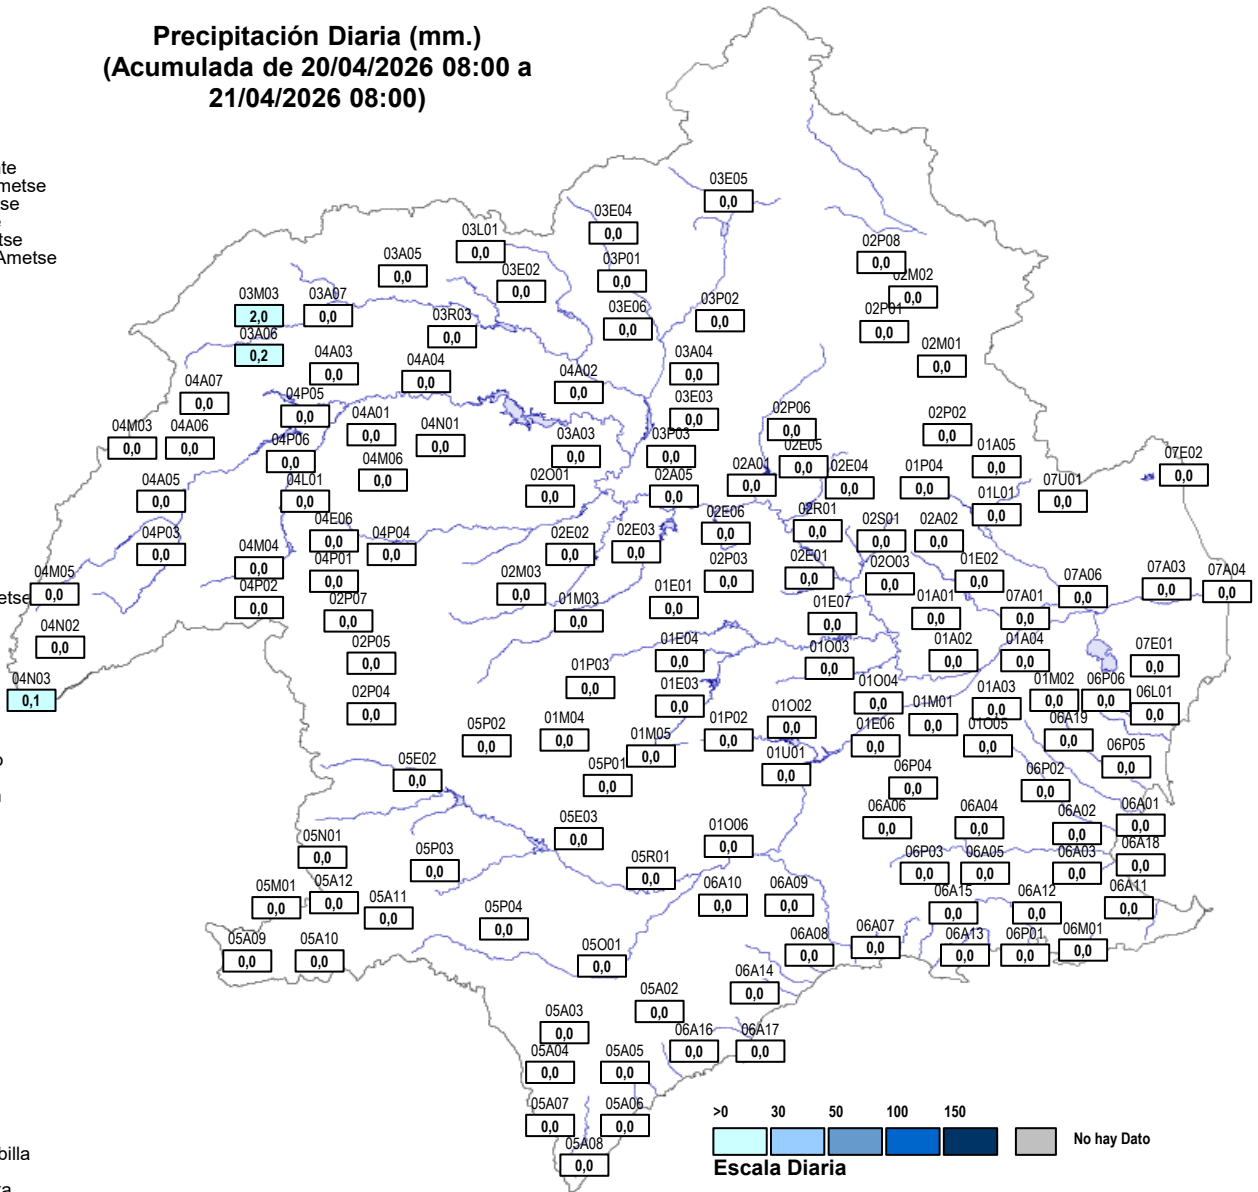 Precipitación Diaria (mm.)
(Acumulada de 20/04/2026 08:00 a
21/04/2026 08:00)
03E05
0,0
03E04
0,0
03L01
0,0
03A05
0,0
03E02
0,0
03P01
0,0
02P08
0,0
02M02
0,0
03M03
2,0
03A07
0,0
03R03
0,0
03E06
0,0
03P02
0,0
02P01
0,0
03A06
0,2
04A03
0,0
04A04
0,0
04A02
0,0
03A04
0,0
02M01
0,0
04A07
0,0
04P05
0,0
03E03
0,0
04M03
0,0
04A06
0,0
04A01
0,0
04N01
0,0
02P06
0,0
02P02
0,0
04P06
0,0
04M06
0,0
03A03
0,0
03P03
0,0
02E05
0,0
01A05
0,0
07E02
0,0
04A05
0,0
04L01
0,0
02O01
0,0
02A05
0,0
02A01
0,0
02E04
0,0
01P04
0,0
07U01
0,0
01L01
0,0
04P03
0,0
04E06
0,0
04P04
0,0
02E02
0,0
02E03
0,0
02E06
0,0
02R01
0,0
02S01
0,0
02A02
0,0
04M04
0,0
04P01
0,0
02P03
0,0
02E01
0,0
02O03
0,0
01E02
0,0
04M05
0,0
04P02
0,0
02P07
0,0
02M03
0,0
01M03
0,0
01E01
0,0
01E07
0,0
01A01
0,0
07A01
0,0
07A06
0,0
07A03
0,0
07A04
0,0
04N02
0,0
02P05
0,0
01E04
0,0
01O03
0,0
01A02
0,0
01A04
0,0
07E01
0,0
04N03
0,1
02P04
0,0
01P03
0,0
01E03
0,0
01O04
0,0
01M01
0,0
01A03
0,0
01M02
0,0
06P06
0,0
06L01
0,0
05P02
0,0
01M04
0,0
01M05
0,0
01P02
0,0
01O02
0,0
01E06
0,0
01O05
0,0
06A19
0,0
05E02
0,0
05P01
0,0
01U01
0,0
06P04
0,0
06P02
0,0
06P05
0,0
05N01
0,0
05E03
0,0
01O06
0,0
06A06
0,0
06A04
0,0
06A02
0,0
06A01
0,0
05P03
0,0
05R01
0,0
06P03
0,0
06A05
0,0
06A03
0,0
06A18
0,0
05M01
0,0
05A12
0,0
05A11
0,0
06A10
0,0
06A09
0,0
06A15
0,0
06A12
0,0
06A11
0,0
05A09
0,0
05A10
0,0
05P04
0,0
05O01
0,0
06A08
0,0
06A07
0,0
06A13
0,0
06P01
0,0
06M01
0,0
05A03
0,0
05A02
0,0
06A14
0,0
05A04
0,0
05A05
0,0
06A16
0,0
06A17
0,0
05A07
0,0
05A06
0,0
05A08
0,0
>0 30 50 100 150
No hay Dato
Escala Diaria